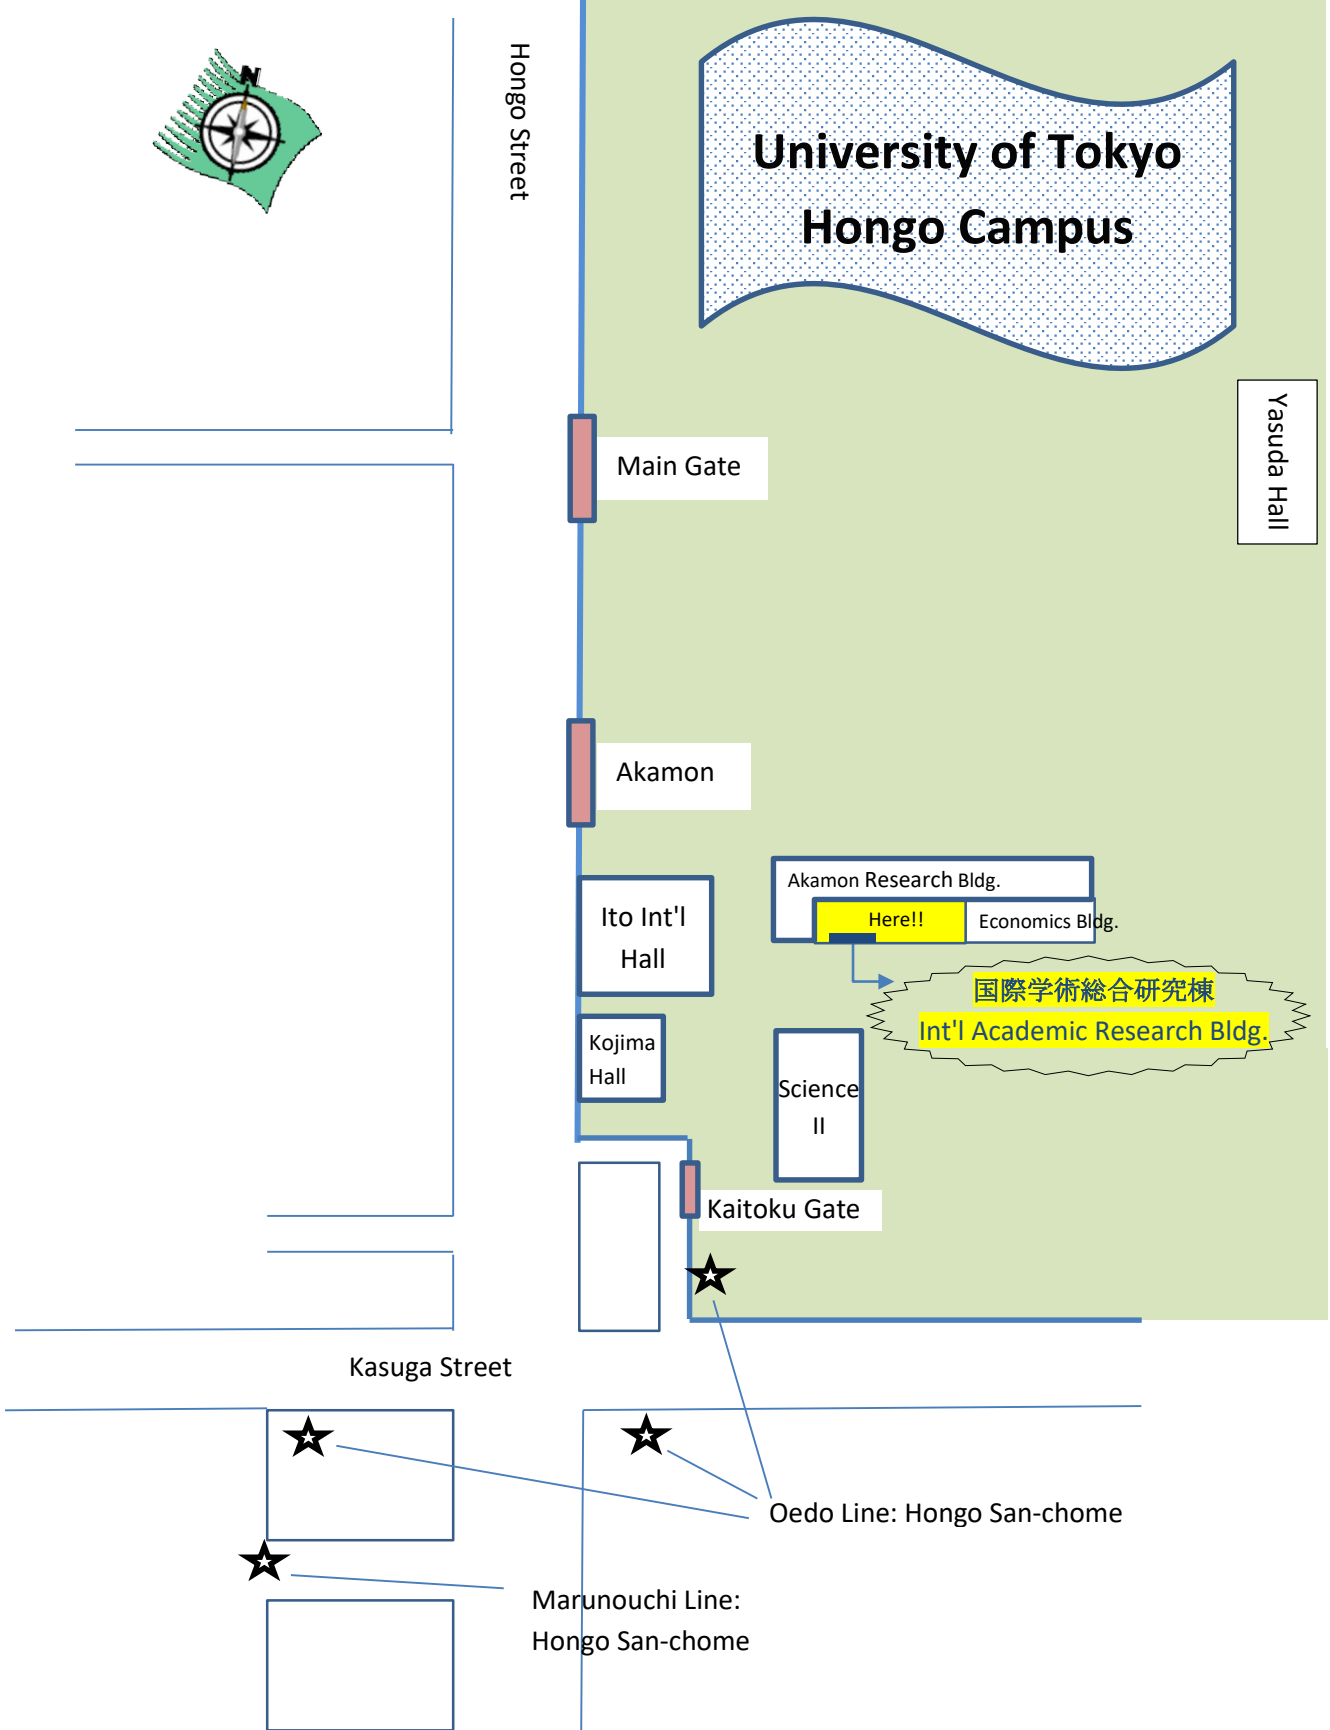 N
Hongo Street
University of Tokyo
Hongo Campus
Yasuda Hall
Main Gate
Akamon
Akamon Research Bldg.
Here!!
Economics Bldg.
Ito Int'l
Hall
国際学術総合研究棟
Int'l Academic Research Bldg.
Kojima
Hall
Science
II
Kaitoku Gate
Kasuga Street
Oedo Line: Hongo San-chome
Marunouchi Line:
Hongo San-chome